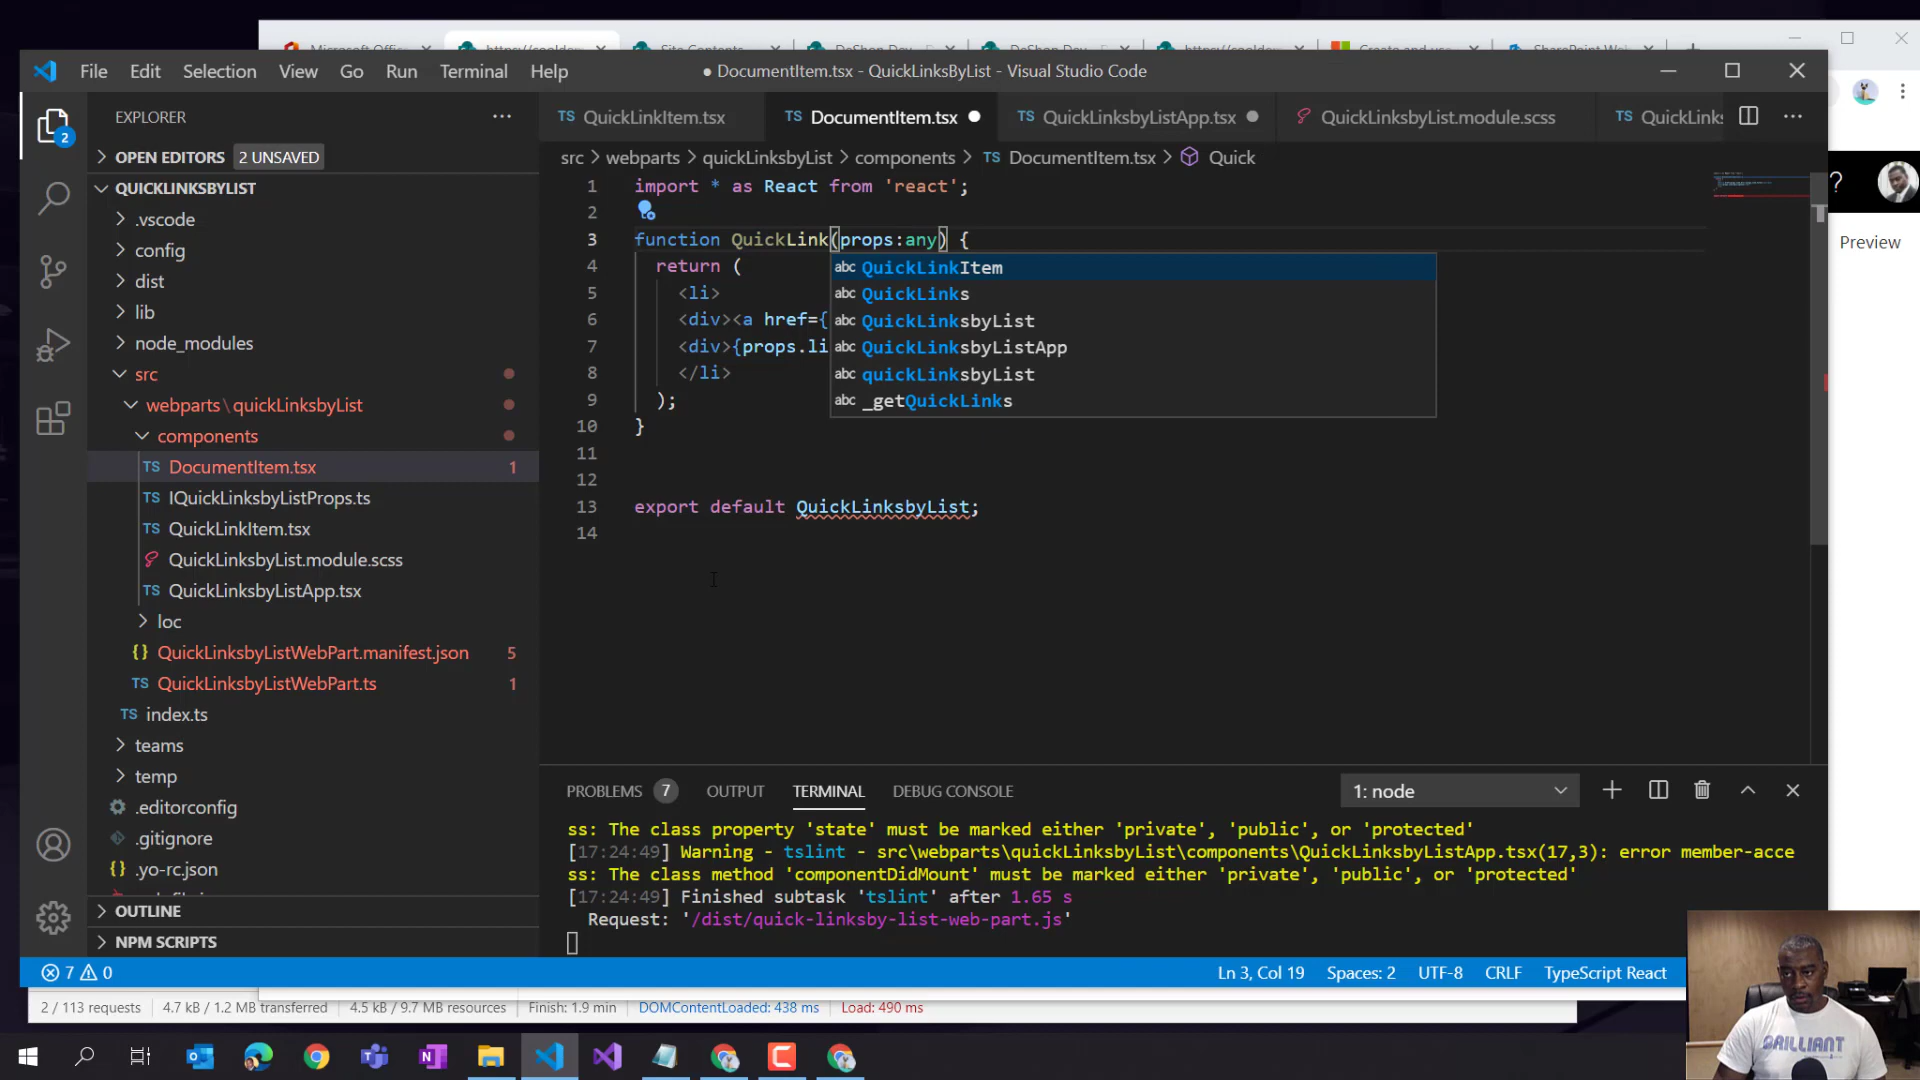 File Edit Selection View Go Run Terminal Help
● DocumentItem.tsx - QuickLinksByList - Visual Studio Code
EXPLORER
OPEN EDITORS 2 UNSAVED
QUICKLINKSBYLIST
.vscode
config
dist
lib
node_modules
src
webparts\quickLinksbyList
components
TS DocumentItem.tsx 1
TS IQuickLinksbyListProps.ts
TS QuickLinkItem.tsx
QuickLinksbyList.module.scss
TS QuickLinksbyListApp.tsx
loc
{} QuickLinksbyListWebPart.manifest.json 5
TS QuickLinksbyListWebPart.ts 1
TS index.ts
teams
temp
.editorconfig
.gitignore
{} .yo-rc.json
OUTLINE
NPM SCRIPTS
2
TS QuickLinkItem.tsx TS DocumentItem.tsx TS QuickLinksbyListApp.tsx QuickLinksbyList.module.scss TS QuickLinks
src > webparts > quickLinksbyList > components > TS DocumentItem.tsx > Quick
1 import * as React from 'react';
2
3 function QuickLink(props:any) {
4 return (
5 <li>
6 <div><a href={
7 <div>{props.li
8 </li>
9 );
10 }
11
12
13 export default QuickLinksbyList;
14
abc QuickLinkItem
abc QuickLinks
abc QuickLinksbyList
abc QuickLinksbyListApp
abc quickLinksbyList
abc _getQuickLinks
PROBLEMS 7 OUTPUT TERMINAL DEBUG CONSOLE 1: node
ss: The class property 'state' must be marked either 'private', 'public', or 'protected'
[17:24:49] Warning - tslint - src\webparts\quickLinksbyList\components\QuickLinksbyListApp.tsx(17,3): error member-acce
ss: The class method 'componentDidMount' must be marked either 'private', 'public', or 'protected'
[17:24:49] Finished subtask 'tslint' after 1.65 s
Request: '/dist/quick-linksby-list-web-part.js'
7 0 Ln 3, Col 19 Spaces: 2 UTF-8 CRLF TypeScript React
2 / 113 requests 4.7 kB / 1.2 MB transferred 4.5 kB / 9.7 MB resources Finish: 1.9 min DOMContentLoaded: 438 ms Load: 490 ms
? Preview
BRILLIANT